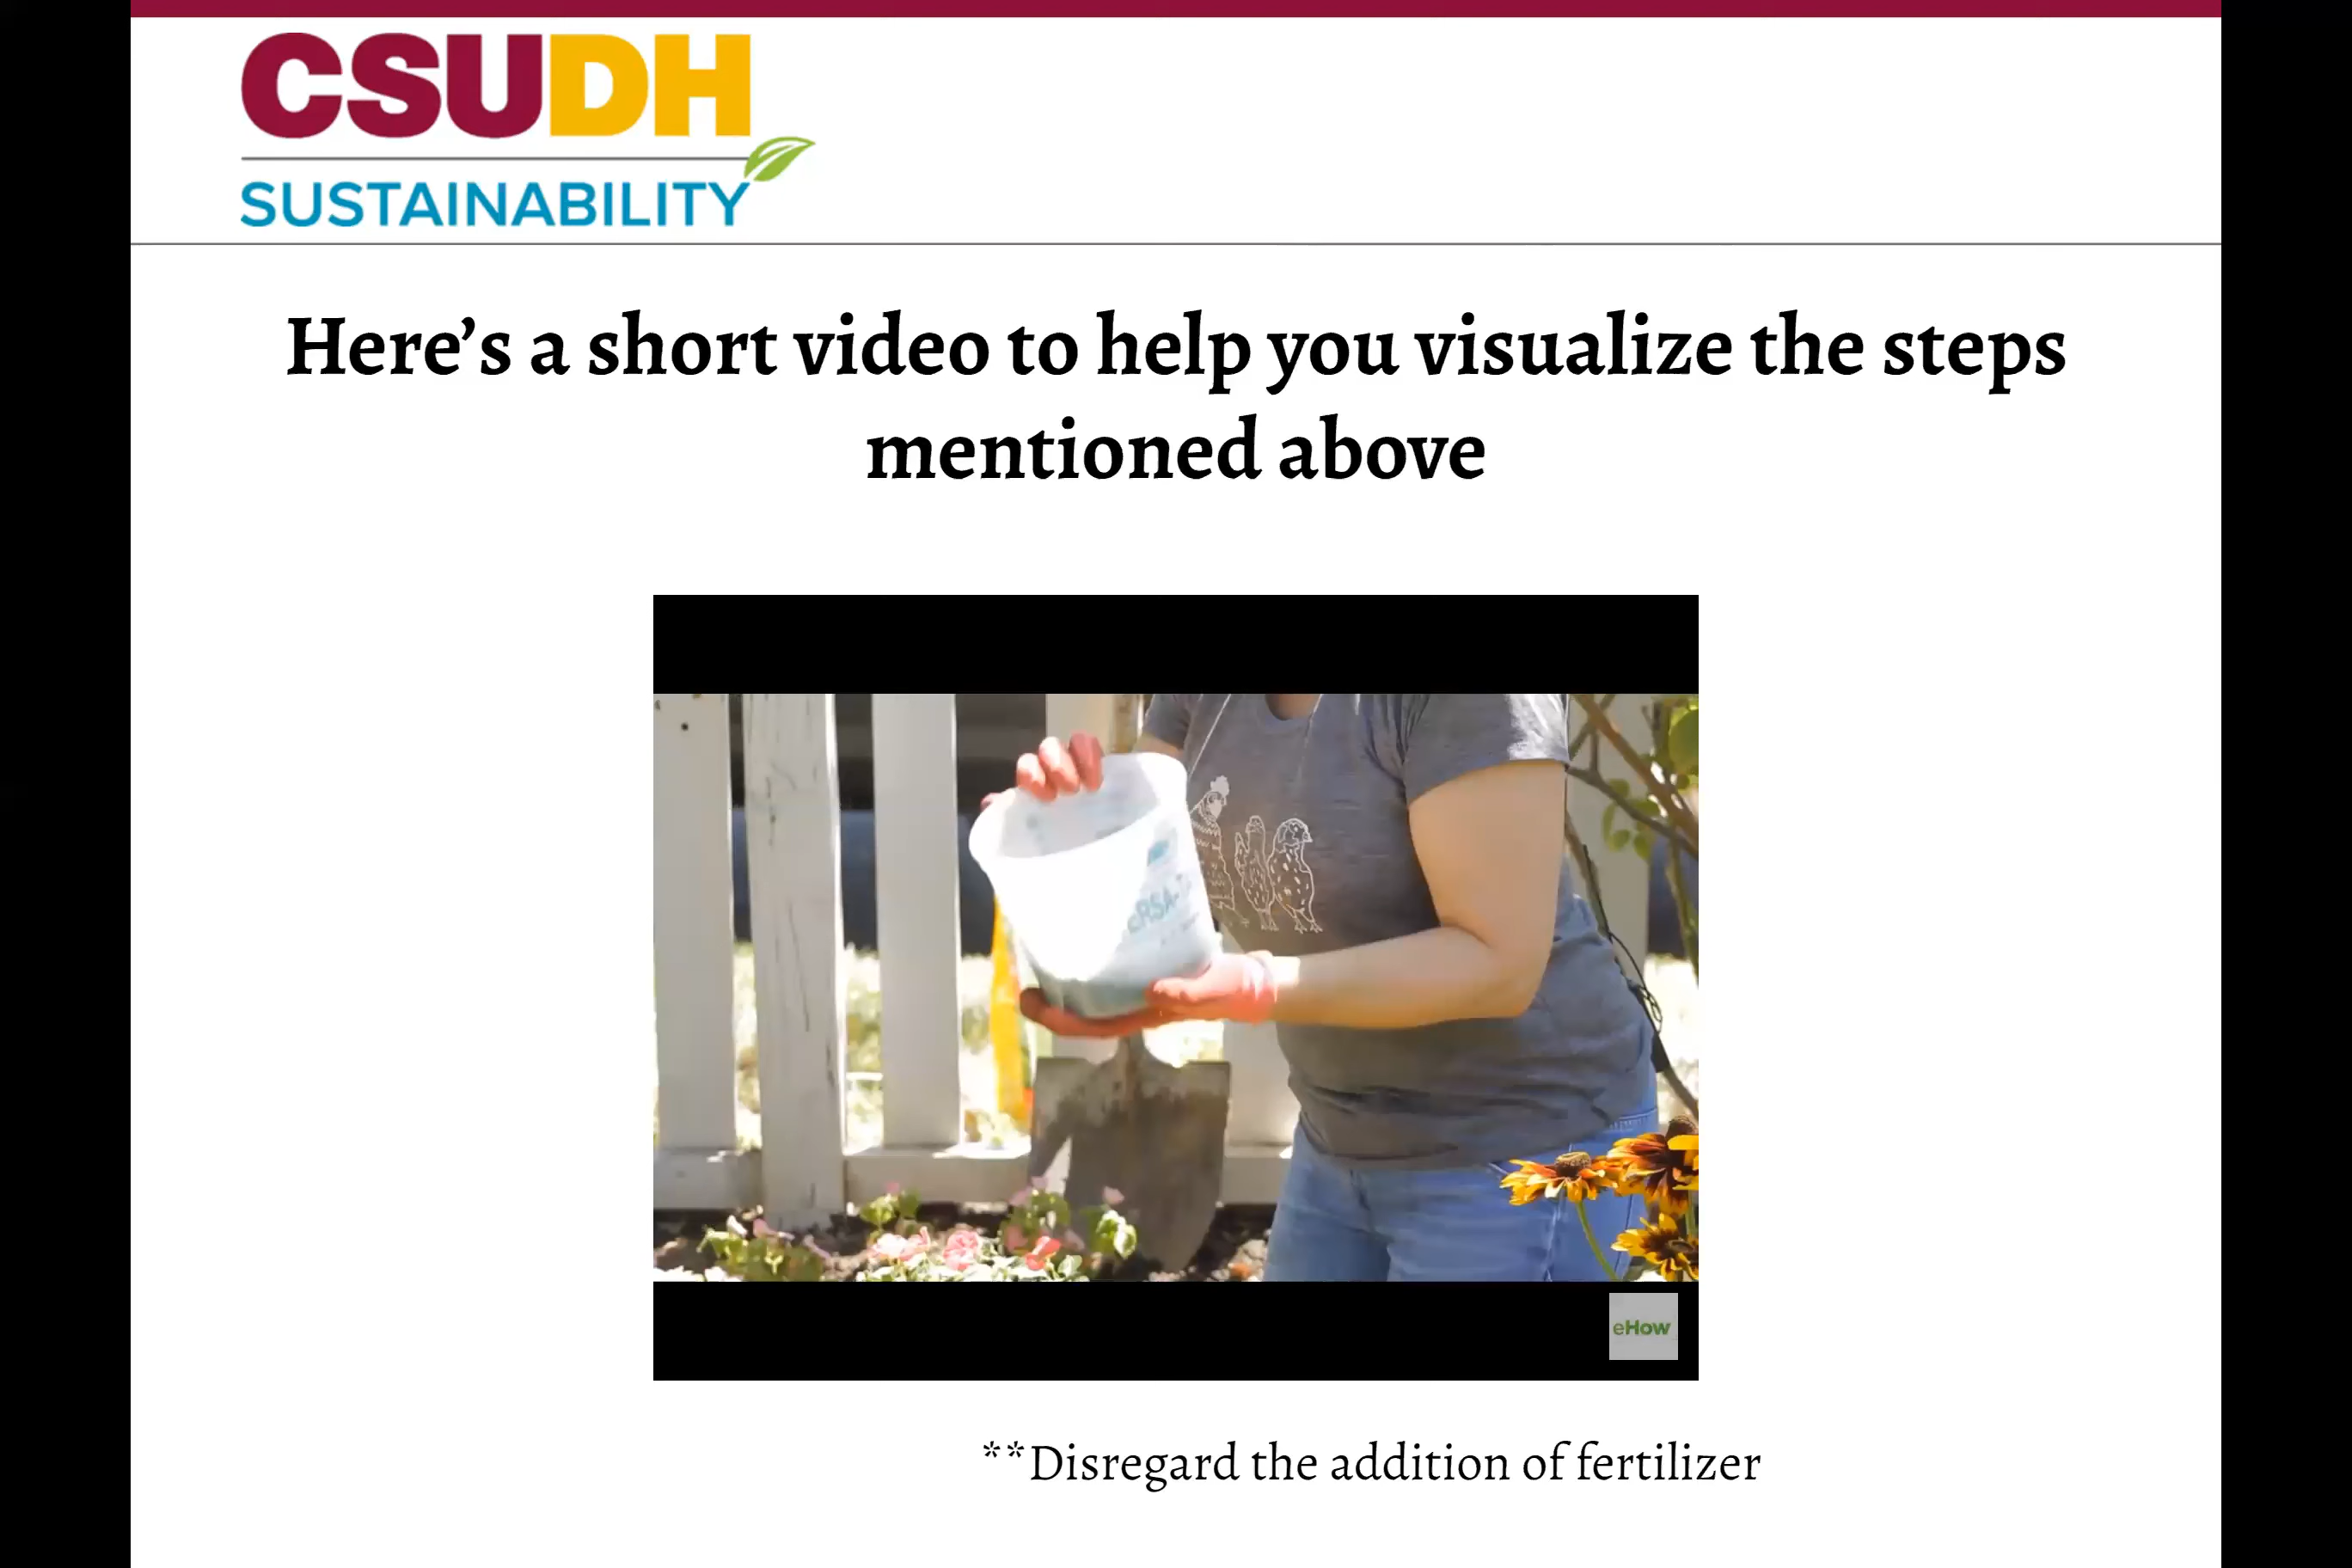 CSUDH
SUSTAINABILITY
Here’s a short video to help you visualize the steps
mentioned above
eHow
**Disregard the addition of fertilizer